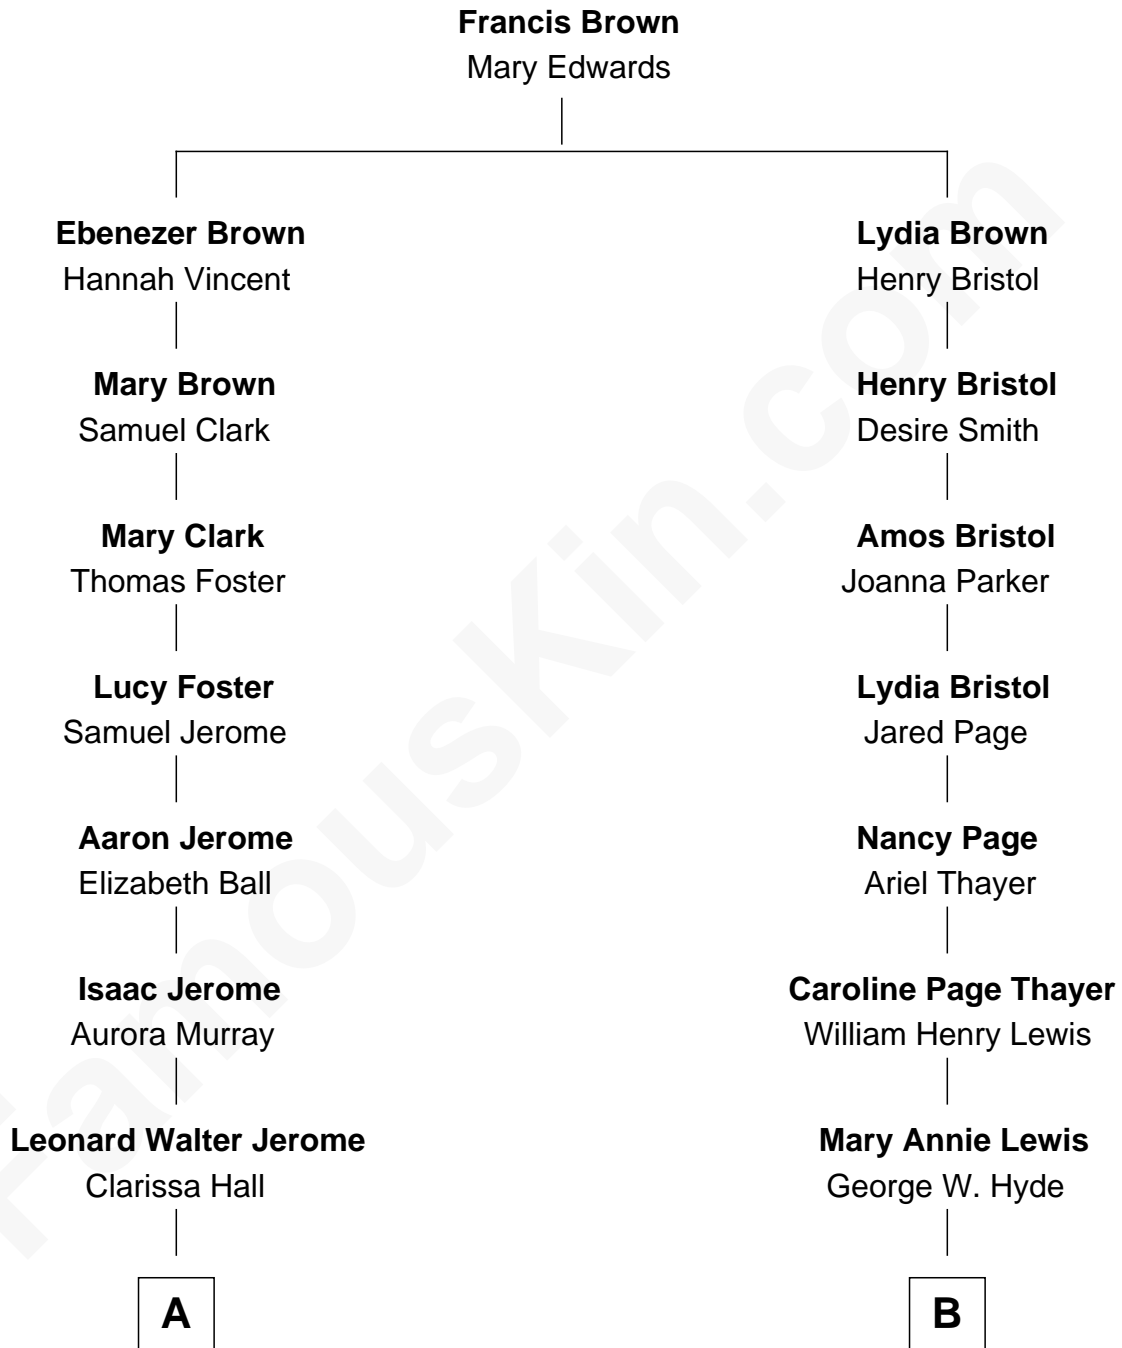 Francis Brown
Mary Edwards
Ebenezer Brown
Hannah Vincent
Lydia Brown
Henry Bristol
Mary Brown
Samuel Clark
Henry Bristol
Desire Smith
Mary Clark
Thomas Foster
Amos Bristol
Joanna Parker
Lucy Foster
Samuel Jerome
Lydia Bristol
Jared Page
Aaron Jerome
Elizabeth Ball
Nancy Page
Ariel Thayer
Isaac Jerome
Aurora Murray
Caroline Page Thayer
William Henry Lewis
Leonard Walter Jerome
Clarissa Hall
Mary Annie Lewis
George W. Hyde
A
B
FamousKin.com